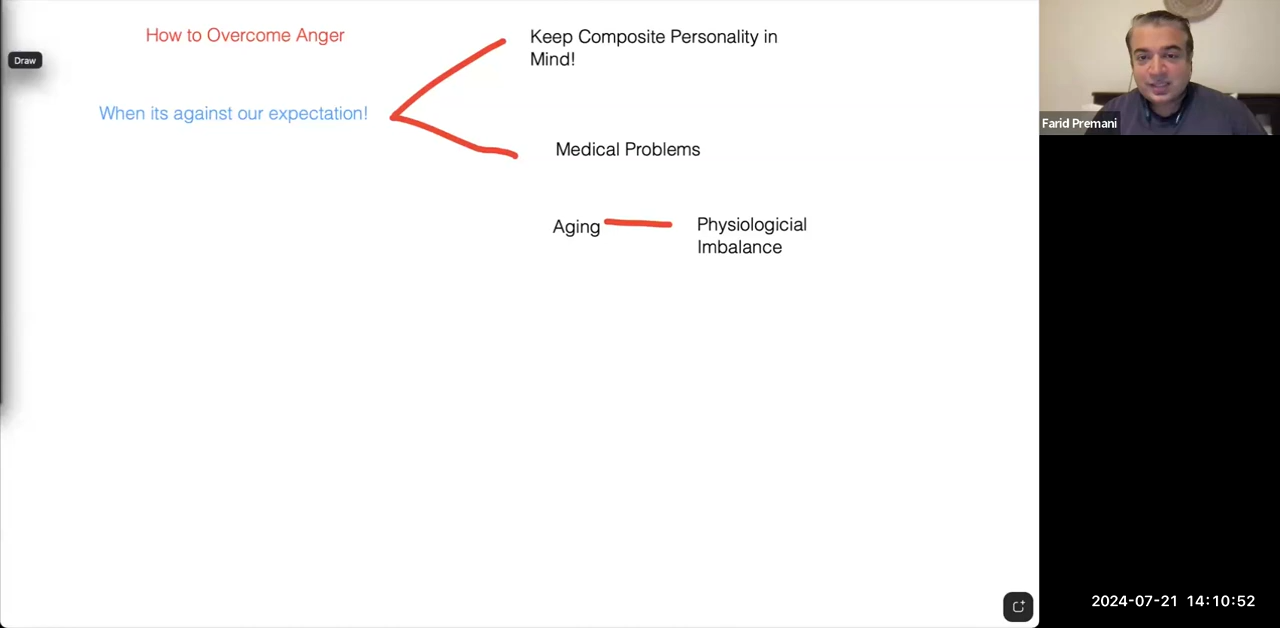 How to Overcome Anger
Keep Composite Personality in
Mind!
Draw
When its against our expectation!
Medical Problems
Aging
Physiologicial
Imbalance
Farid Premani
2024-07-21 14:10:52